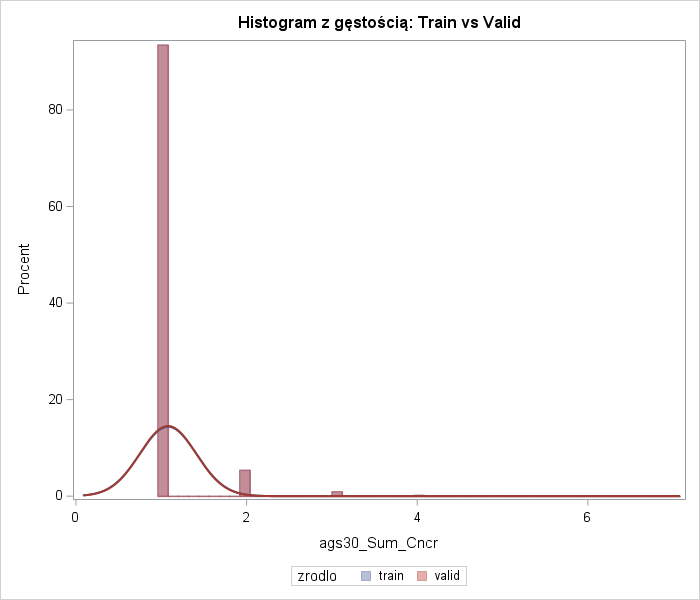 Histogram z gęstością: Train vs Valid
80
60
40
20
0
Procent
0 2 4 6
ags30_Sum_Cncr
zrodlo train valid